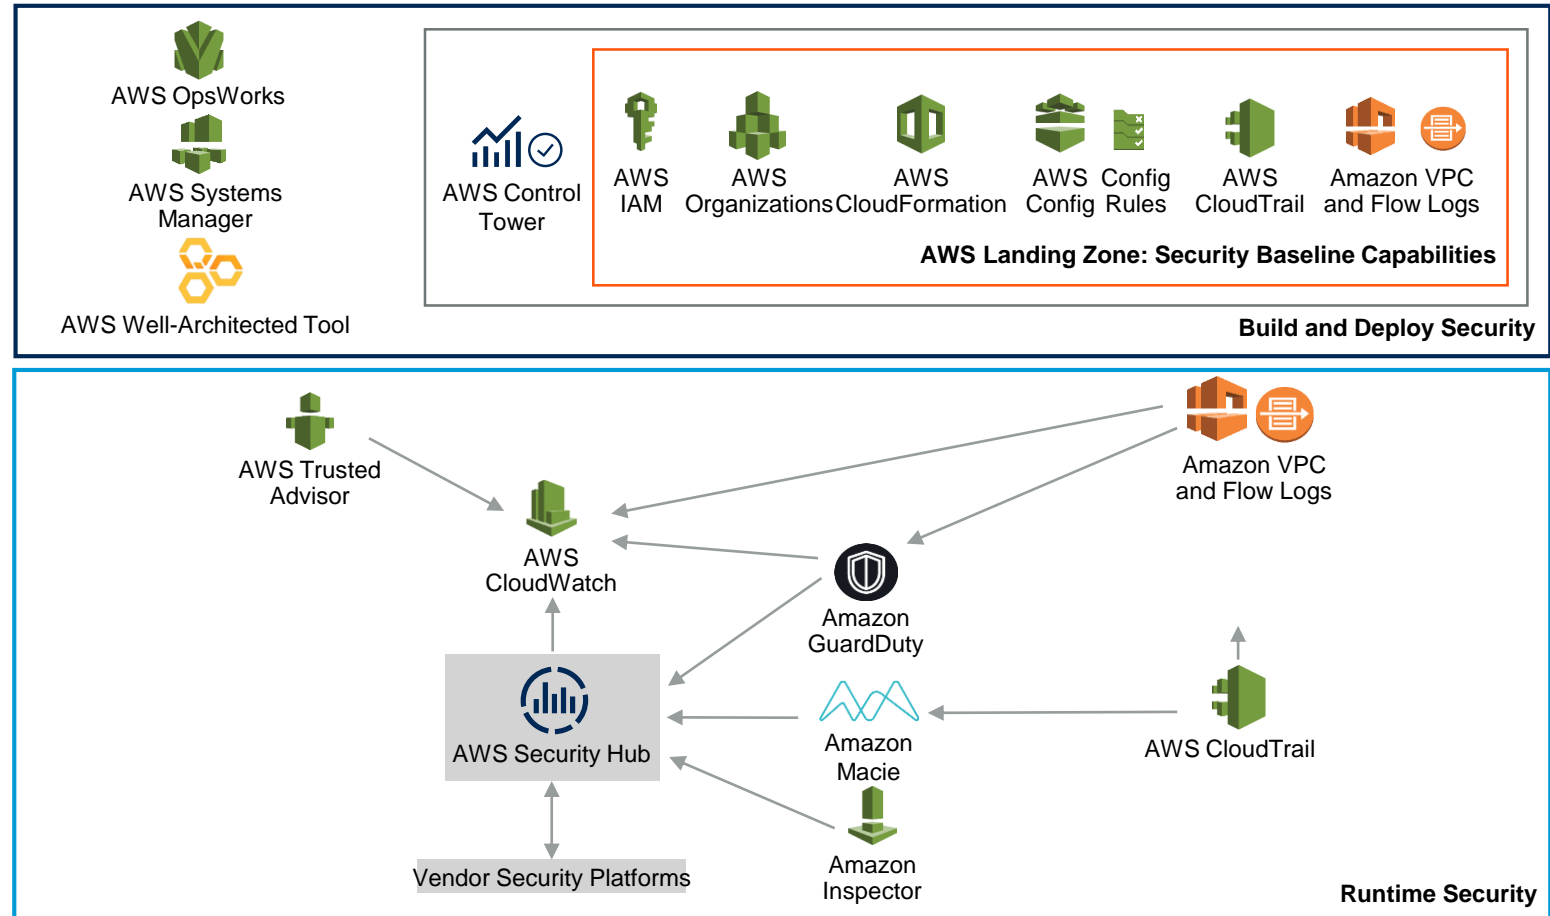 AWS OpsWorks
AWS Systems
Manager
AWS Well-Architected Tool
AWS Control
Tower
AWS
IAM
AWS
Organizations
AWS
CloudFormation
AWS
Config
Config
Rules
AWS
CloudTrail
Amazon VPC
and Flow Logs
AWS Landing Zone: Security Baseline Capabilities
Build and Deploy Security
AWS Trusted
Advisor
Amazon VPC
and Flow Logs
AWS
CloudWatch
Amazon
GuardDuty
AWS Security Hub
Amazon
Macie
AWS CloudTrail
Vendor Security Platforms
Amazon
Inspector
Runtime Security